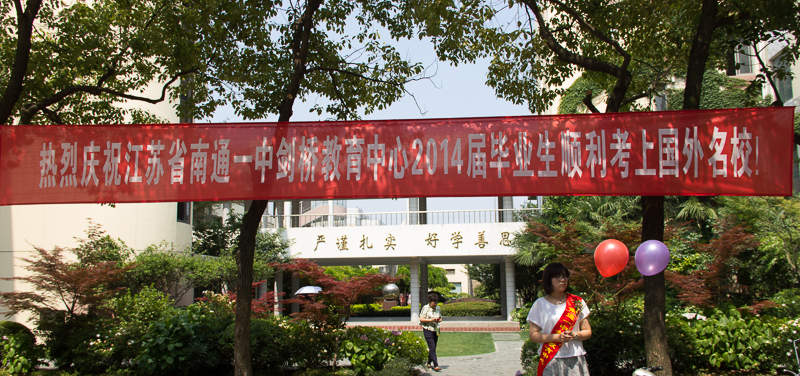 热烈庆祝江苏省南通一中剑桥教育中心2014届毕业生顺利考上国外名校!
严谨扎实 好学善思